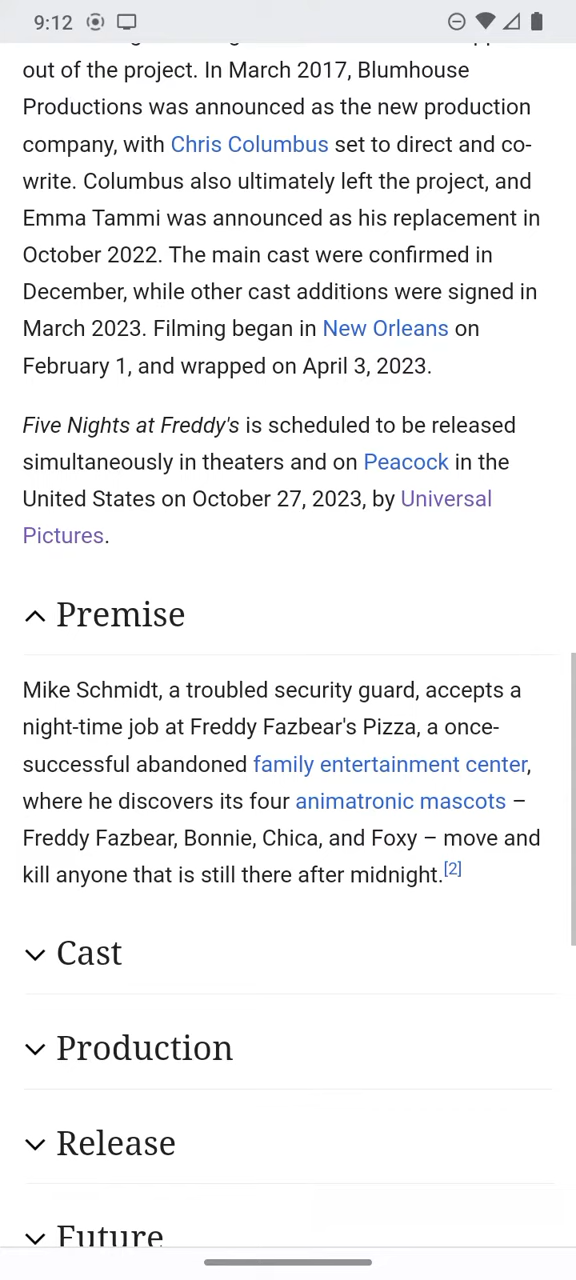 9:12
out of the project. In March 2017, Blumhouse
Productions was announced as the new production
company, with Chris Columbus set to direct and co-
write. Columbus also ultimately left the project, and
Emma Tammi was announced as his replacement in
October 2022. The main cast were confirmed in
December, while other cast additions were signed in
March 2023. Filming began in New Orleans on
February 1, and wrapped on April 3, 2023.
Five Nights at Freddy's is scheduled to be released
simultaneously in theaters and on Peacock in the
United States on October 27, 2023, by Universal
Pictures.
Premise
Mike Schmidt, a troubled security guard, accepts a
night-time job at Freddy Fazbear's Pizza, a once-
successful abandoned family entertainment center,
where he discovers its four animatronic mascots –
Freddy Fazbear, Bonnie, Chica, and Foxy – move and
kill anyone that is still there after midnight.[2]
Cast
Production
Release
Future